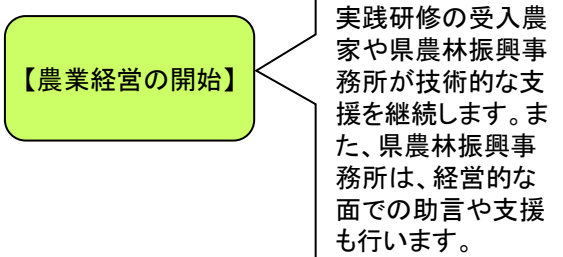 【農業経営の開始】
実践研修の受入農
家や県農林振興事
務所が技術的な支
援を継続します。ま
た、県農林振興事
務所は、経営的な
面での助言や支援
も行います。